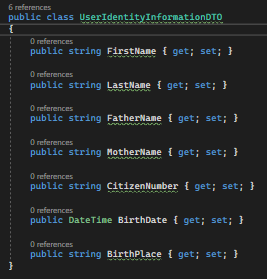 6 references
public class UserIdentityInformationDTO
{
0 references
public string FirstName { get; set; }
0 references
public string LastName { get; set; }
0 references
public string FatherName { get; set; }
0 references
public string MotherName { get; set; }
0 references
public string CitizenNumber { get; set; }
0 references
public DateTime BirthDate { get; set; }
0 references
public string BirthPlace { get; set; }
}